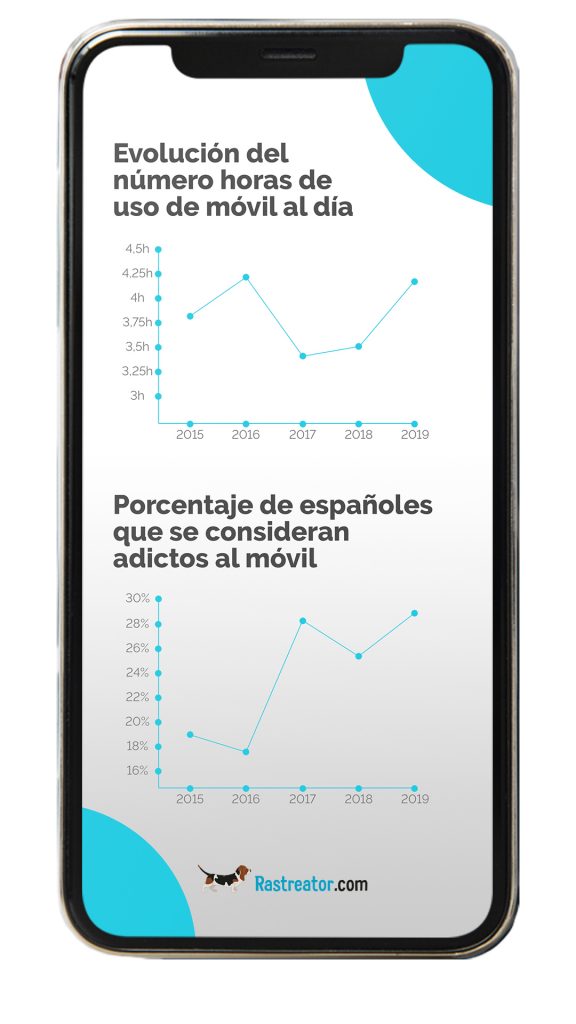 Evolución del
número horas de
uso de móvil al día
4,5h
4,25h
4h
3,75h
3,5h
3,25h
3h
2015 2016 2017 2018 2019
Porcentaje de españoles
que se consideran
adictos al móvil
30%
28%
26%
24%
22%
20%
18%
16%
2015 2016 2017 2018 2019
Rastreator.com